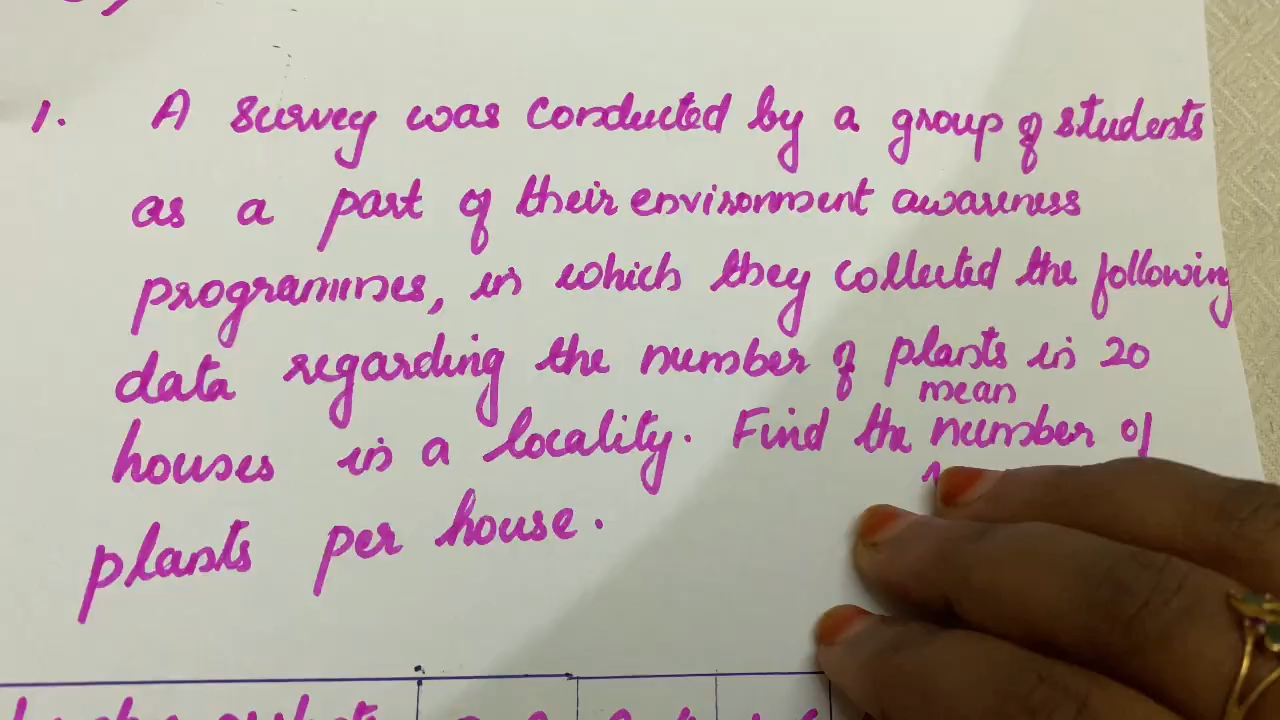 1. A survey was conducted by a group of students
as a part of their environment awareness
programmes, in which they collected the following
data regarding the number of plants in 20
mean
houses in a locality. Find the number of
plants per house.